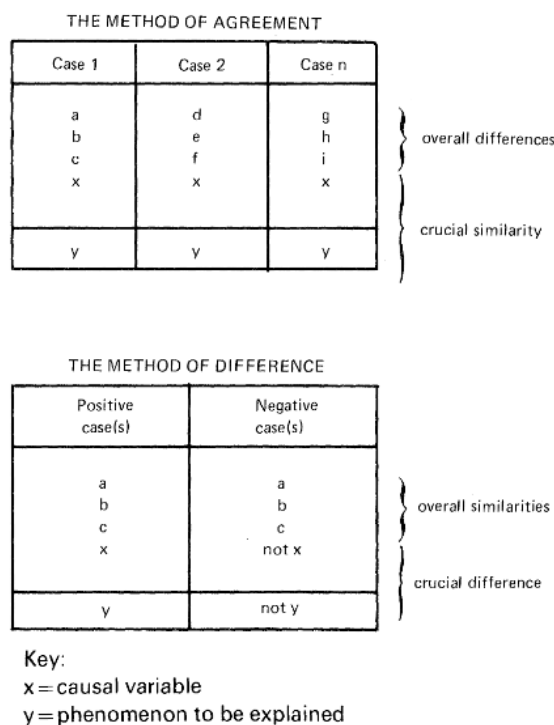 THE METHOD OF AGREEMENT
Case 1 Case 2 Case n
a d g
b e h
c f i
overall differences
x x x
crucial similarity
y y y
THE METHOD OF DIFFERENCE
Positive case(s) Negative case(s)
a a
b b
c c
overall similarities
x not x
crucial difference
y not y
Key:
x = causal variable
y = phenomenon to be explained